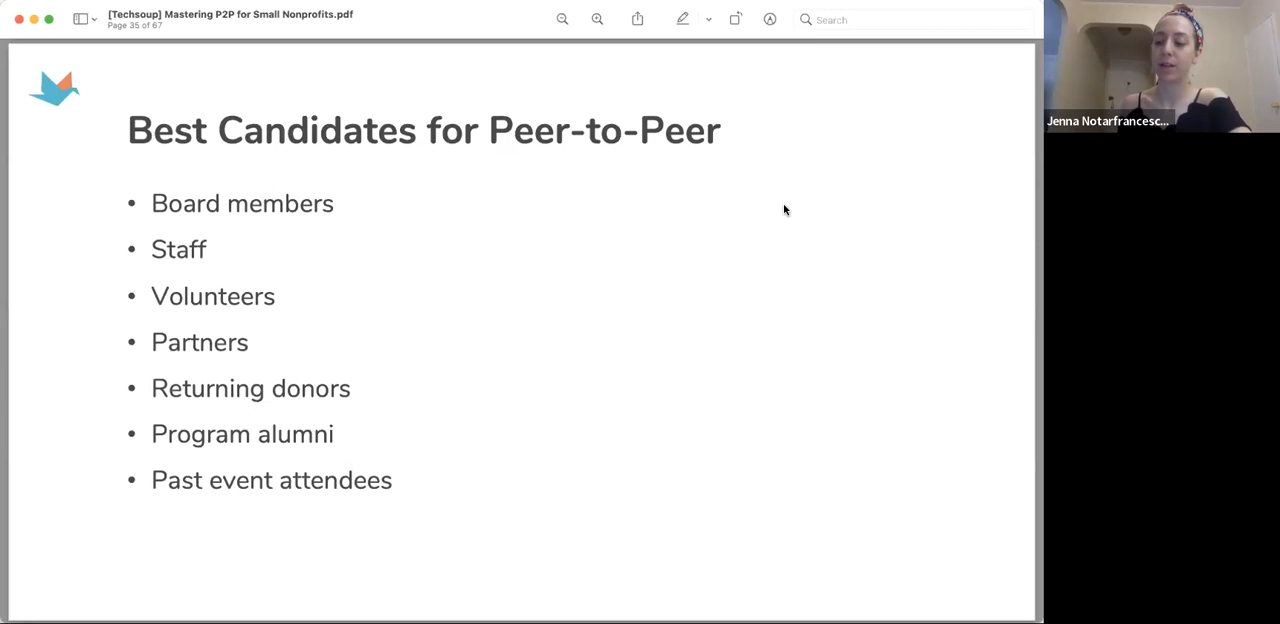 [Techsoup] Mastering P2P for Small Nonprofits.pdf
Page 35 of 67
Search
Jenna Notarfrancesc...
Best Candidates for Peer-to-Peer
• Board members
• Staff
• Volunteers
• Partners
• Returning donors
• Program alumni
• Past event attendees